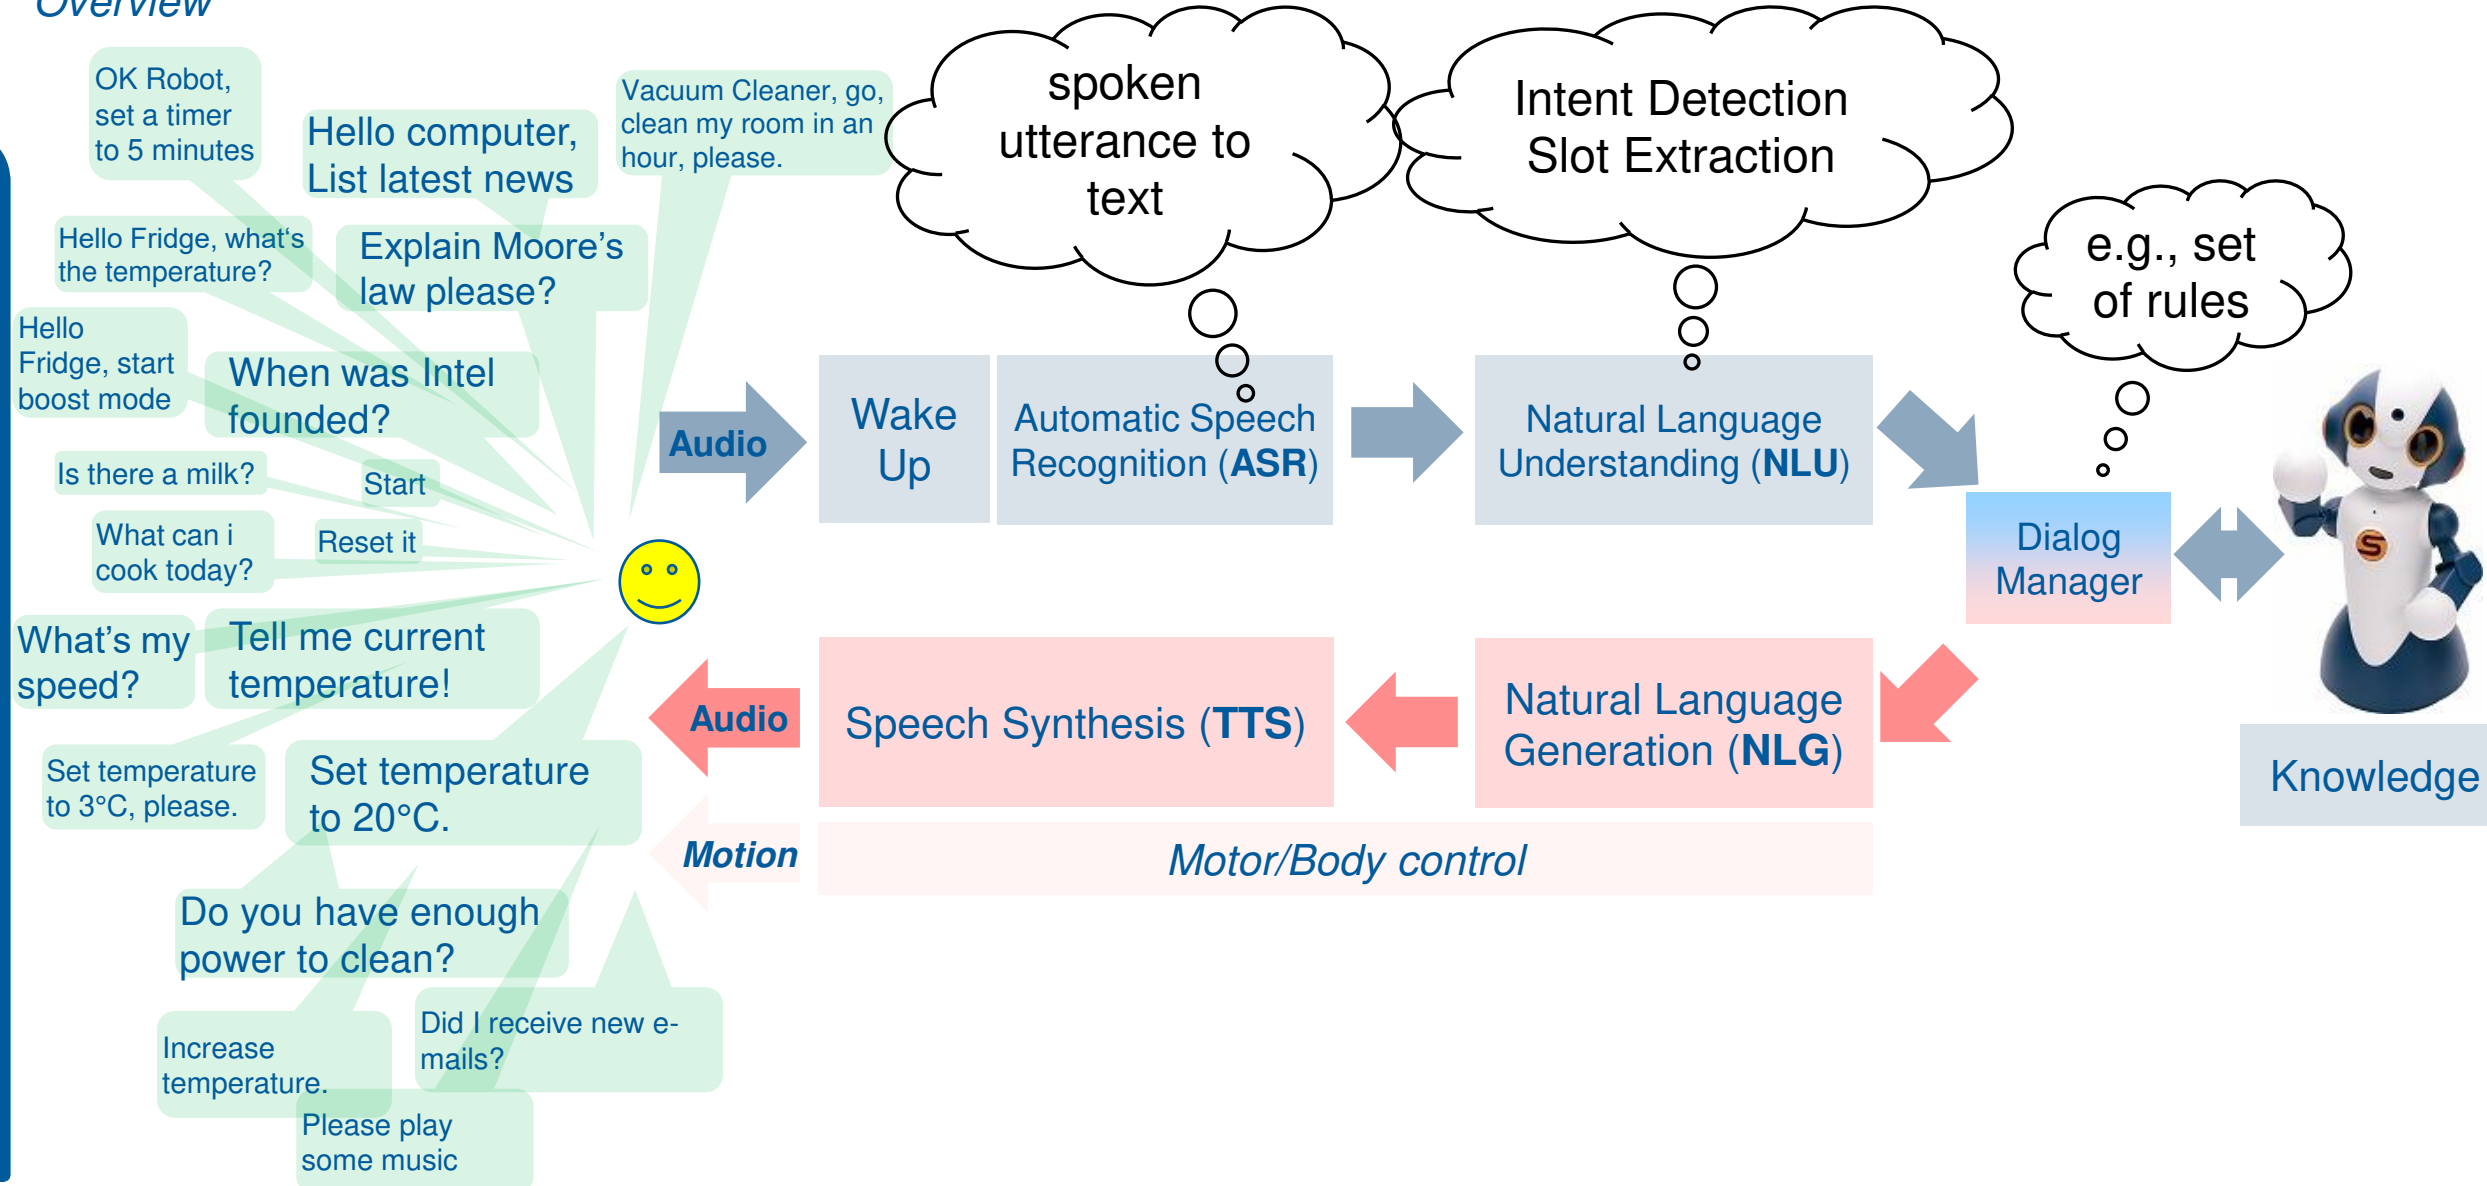 Overview
OK Robot,
set a timer
to 5 minutes
Hello computer,
List latest news
Vacuum Cleaner, go,
clean my room in an
hour, please.
Hello Fridge, what‘s
the temperature?
Explain Moore’s
law please?
Hello
Fridge, start
boost mode
When was Intel
founded?
Is there a milk?
Start
What can i
cook today?
Reset it
What’s my
speed?
Tell me current
temperature!
Set temperature
to 3°C, please.
Set temperature
to 20°C.
Do you have enough
power to clean?
Increase
temperature.
Did I receive new e-
mails?
Please play
some music
spoken
utterance to
text
Intent Detection
Slot Extraction
e.g., set
of rules
Audio
Wake
Up
Automatic Speech
Recognition (ASR)
Natural Language
Understanding (NLU)
Dialog
Manager
S
Knowledge
Audio
Speech Synthesis (TTS)
Natural Language
Generation (NLG)
Motion
Motor/Body control